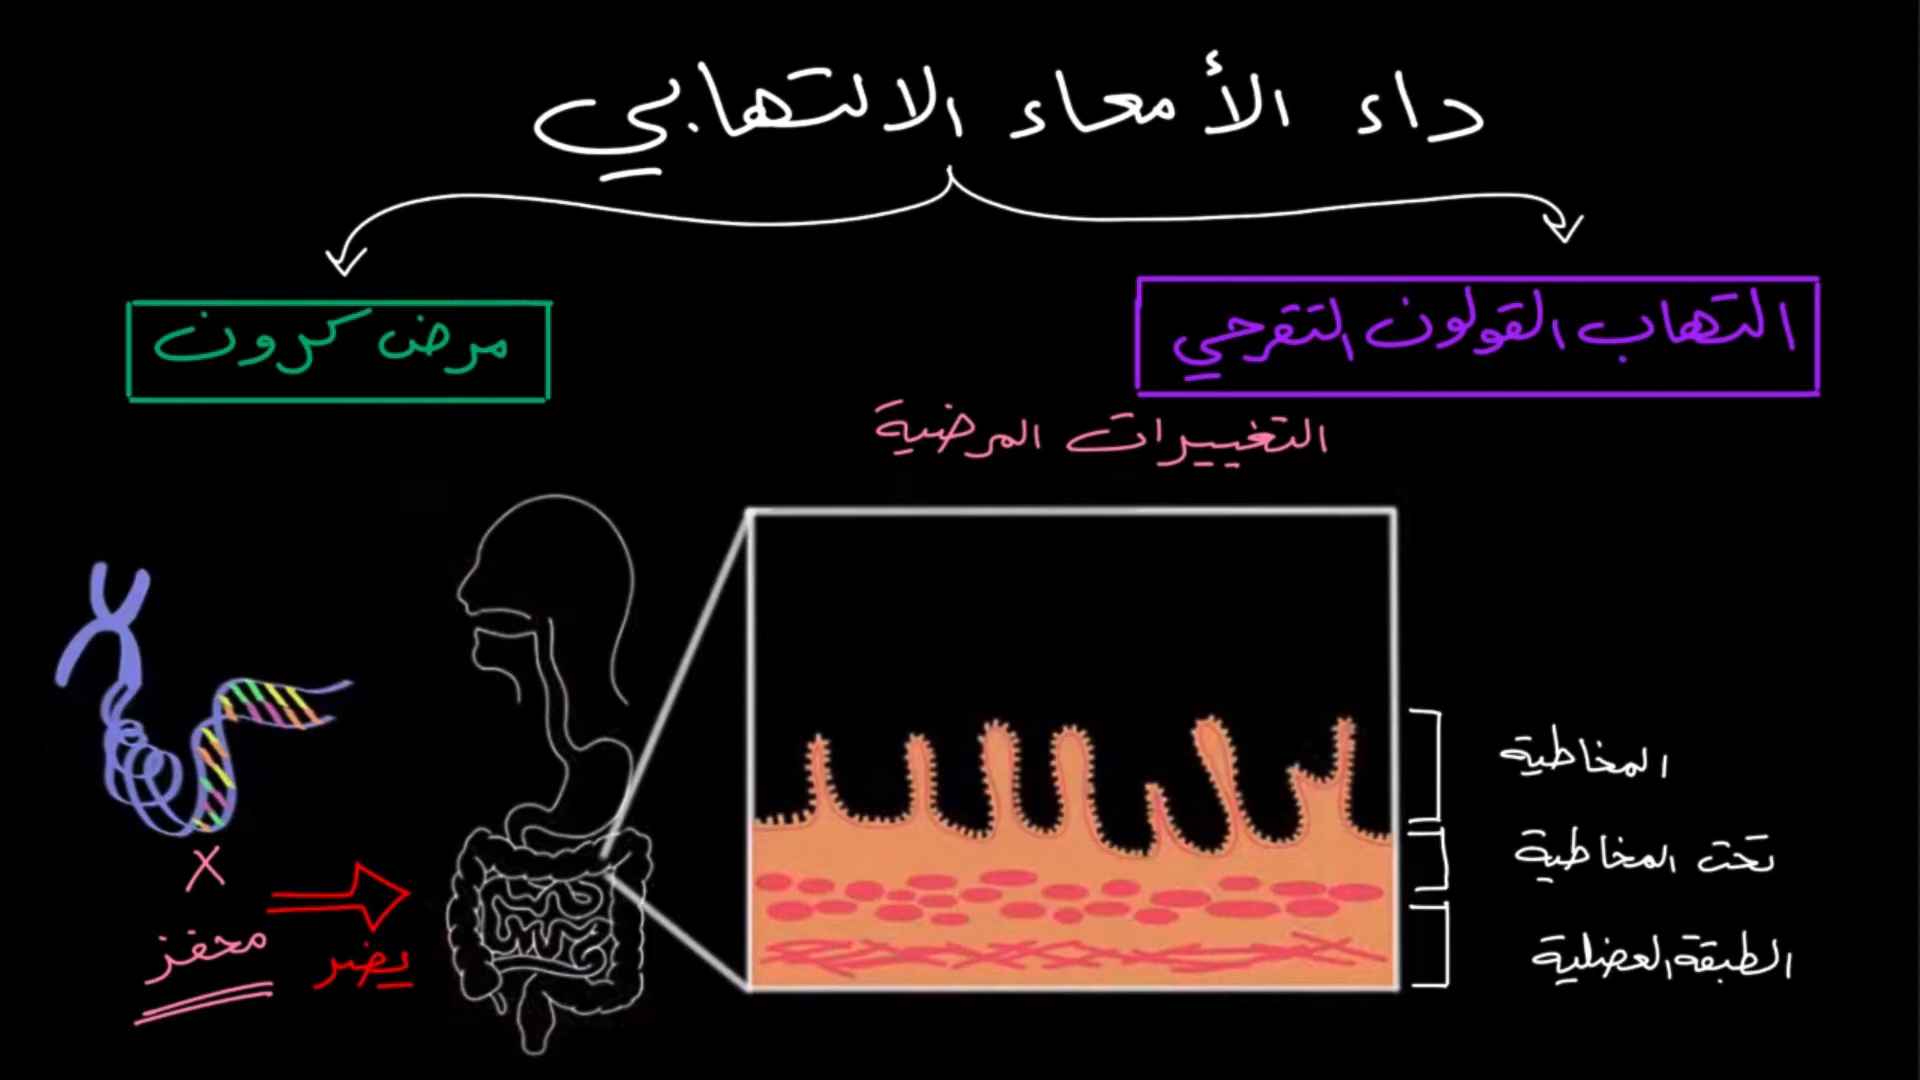 داء الأمعاء الالتهابي
التهاب القولون التقرحي
مرض كرون
التغييرات المرضية
المخاطية
تحت المخاطية
الطبقة العضلية
X
محفز
يضر